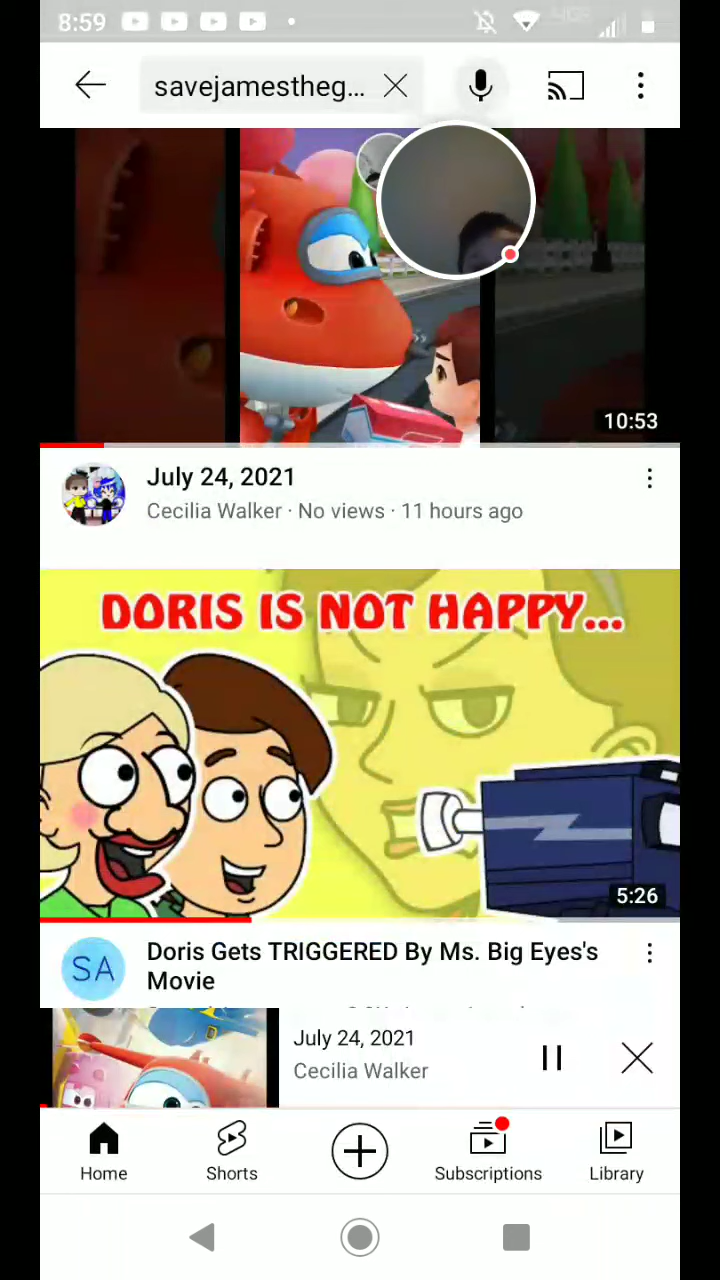 8:59
savejamestheg...
10:53
July 24, 2021
Cecilia Walker · No views · 11 hours ago
DORIS IS NOT HAPPY...
5:26
SA
Doris Gets TRIGGERED By Ms. Big Eyes's
Movie
July 24, 2021
Cecilia Walker
Home
Shorts
Subscriptions
Library